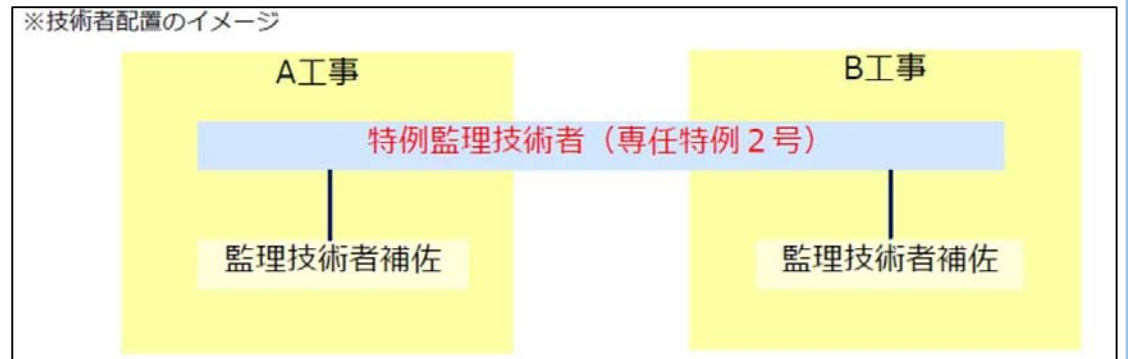 ※技術者配置のイメージ
A工事
B工事
特例監理技術者（専任特例２号）
監理技術者補佐
監理技術者補佐